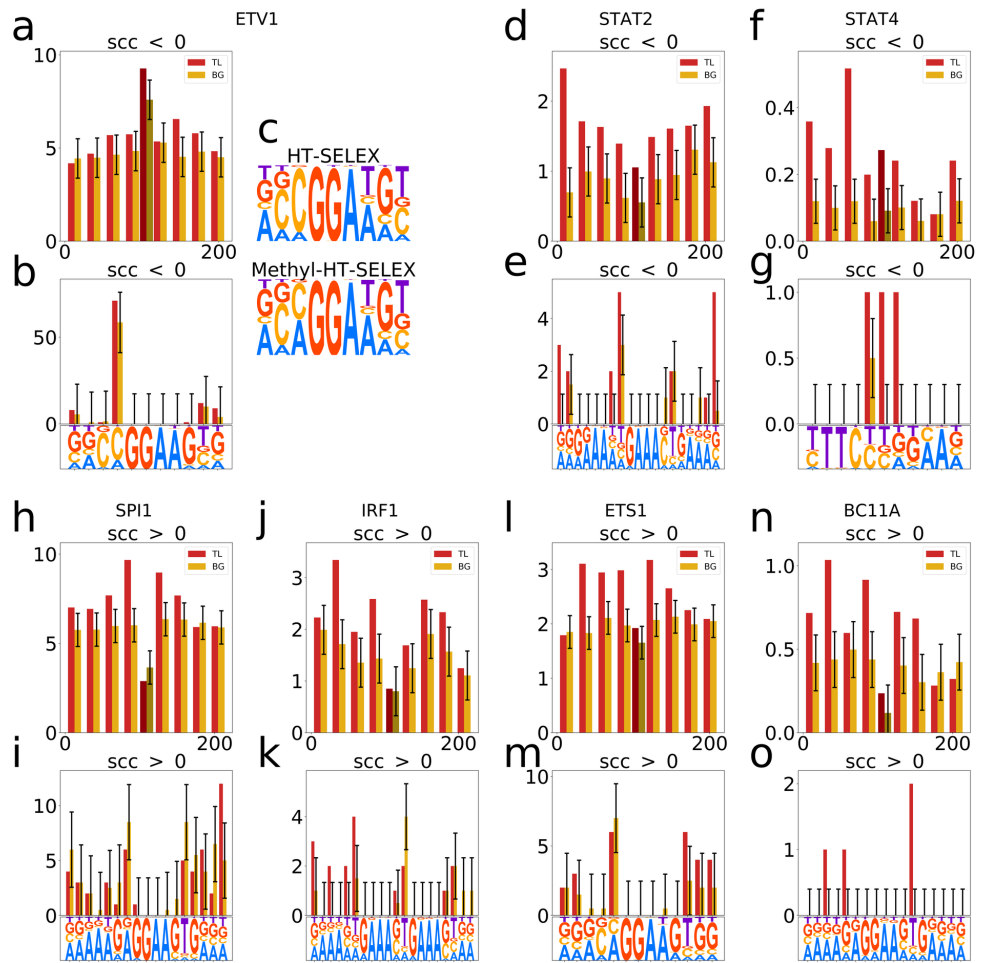 a
ETV1
scc < 0
10
5
0
0
200
TL
BG
b
scc < 0
50
0
c
HT-SELEX
Methyl-HT-SELEX
d
STAT2
scc < 0
2
1
0
0
200
TL
BG
e
scc < 0
4
2
0
f
STAT4
scc < 0
0.4
0.2
0.0
0
200
TL
BG
g
scc < 0
1.0
0.5
0.0
h
SPI1
scc > 0
10
5
0
0
200
TL
BG
i
scc > 0
10
5
0
j
IRF1
scc > 0
3
2
1
0
0
200
TL
BG
k
scc > 0
4
2
0
l
ETS1
scc > 0
3
2
1
0
0
200
TL
BG
m
scc > 0
10
5
0
n
BC11A
scc > 0
1.0
0.5
0.0
0
200
TL
BG
o
scc > 0
2
1
0